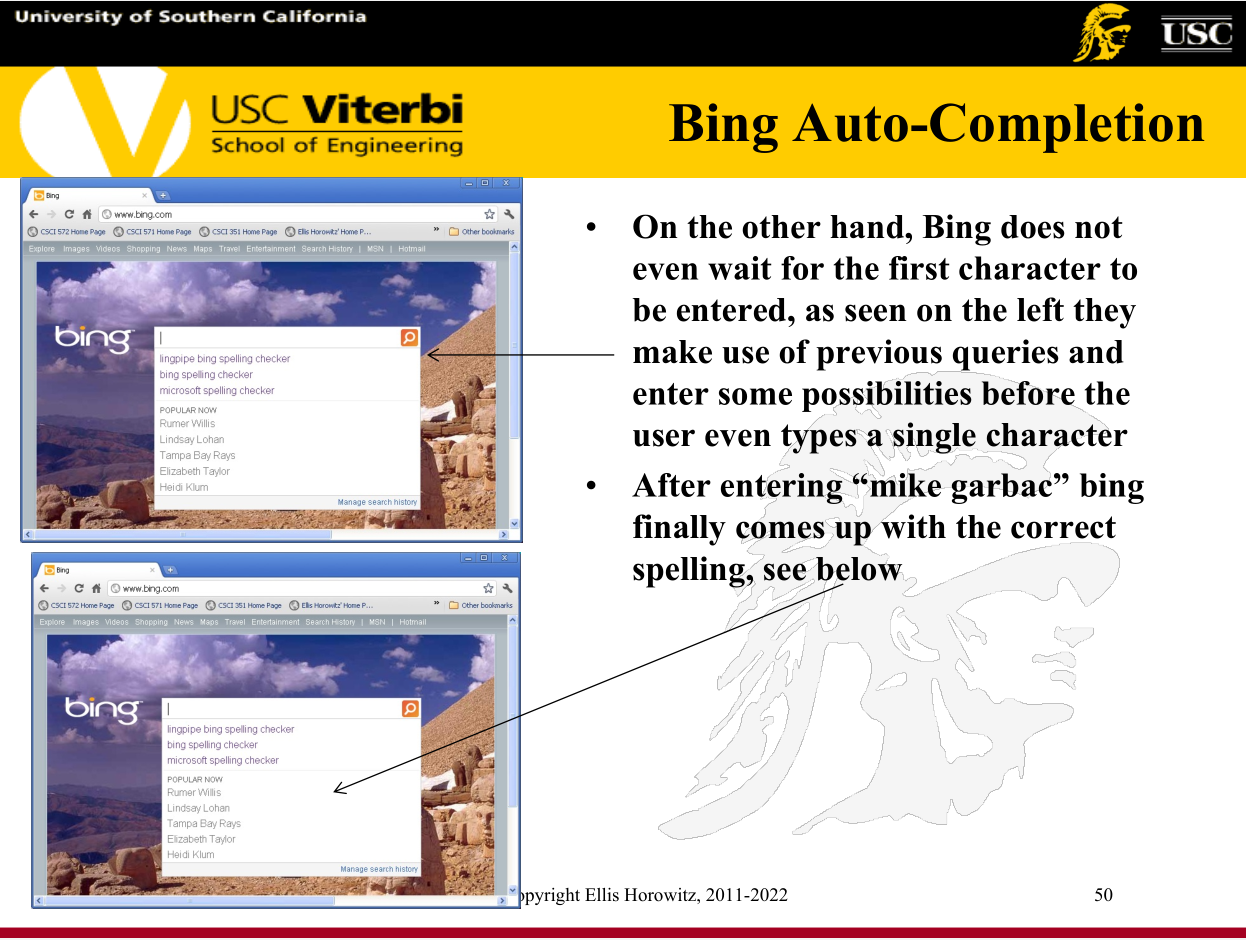 University of Southern California
USC
USC Viterbi
School of Engineering
Bing Auto-Completion
Bing
www.bing.com
CSCI 572 Home Page CSCI 571 Home Page CSCI 351 Home Page Ellis Horowitz' Home P... » Other bookmarks
Explore Images Videos Shopping News Maps Travel Entertainment Search History | MSN | Hotmail
bing
lingpipe bing spelling checker
bing spelling checker
microsoft spelling checker
POPULAR NOW
Rumer Willis
Lindsay Lohan
Tampa Bay Rays
Elizabeth Taylor
Heidi Klum
Manage search history
• On the other hand, Bing does not
even wait for the first character to
be entered, as seen on the left they
make use of previous queries and
enter some possibilities before the
user even types a single character
• After entering “mike garbac” bing
finally comes up with the correct
spelling, see below
Bing
www.bing.com
CSCI 572 Home Page CSCI 571 Home Page CSCI 351 Home Page Ellis Horowitz' Home P... » Other bookmarks
Explore Images Videos Shopping News Maps Travel Entertainment Search History | MSN | Hotmail
bing
lingpipe bing spelling checker
bing spelling checker
microsoft spelling checker
POPULAR NOW
Rumer Willis
Lindsay Lohan
Tampa Bay Rays
Elizabeth Taylor
Heidi Klum
Manage search history
opyright Ellis Horowitz, 2011-2022
50